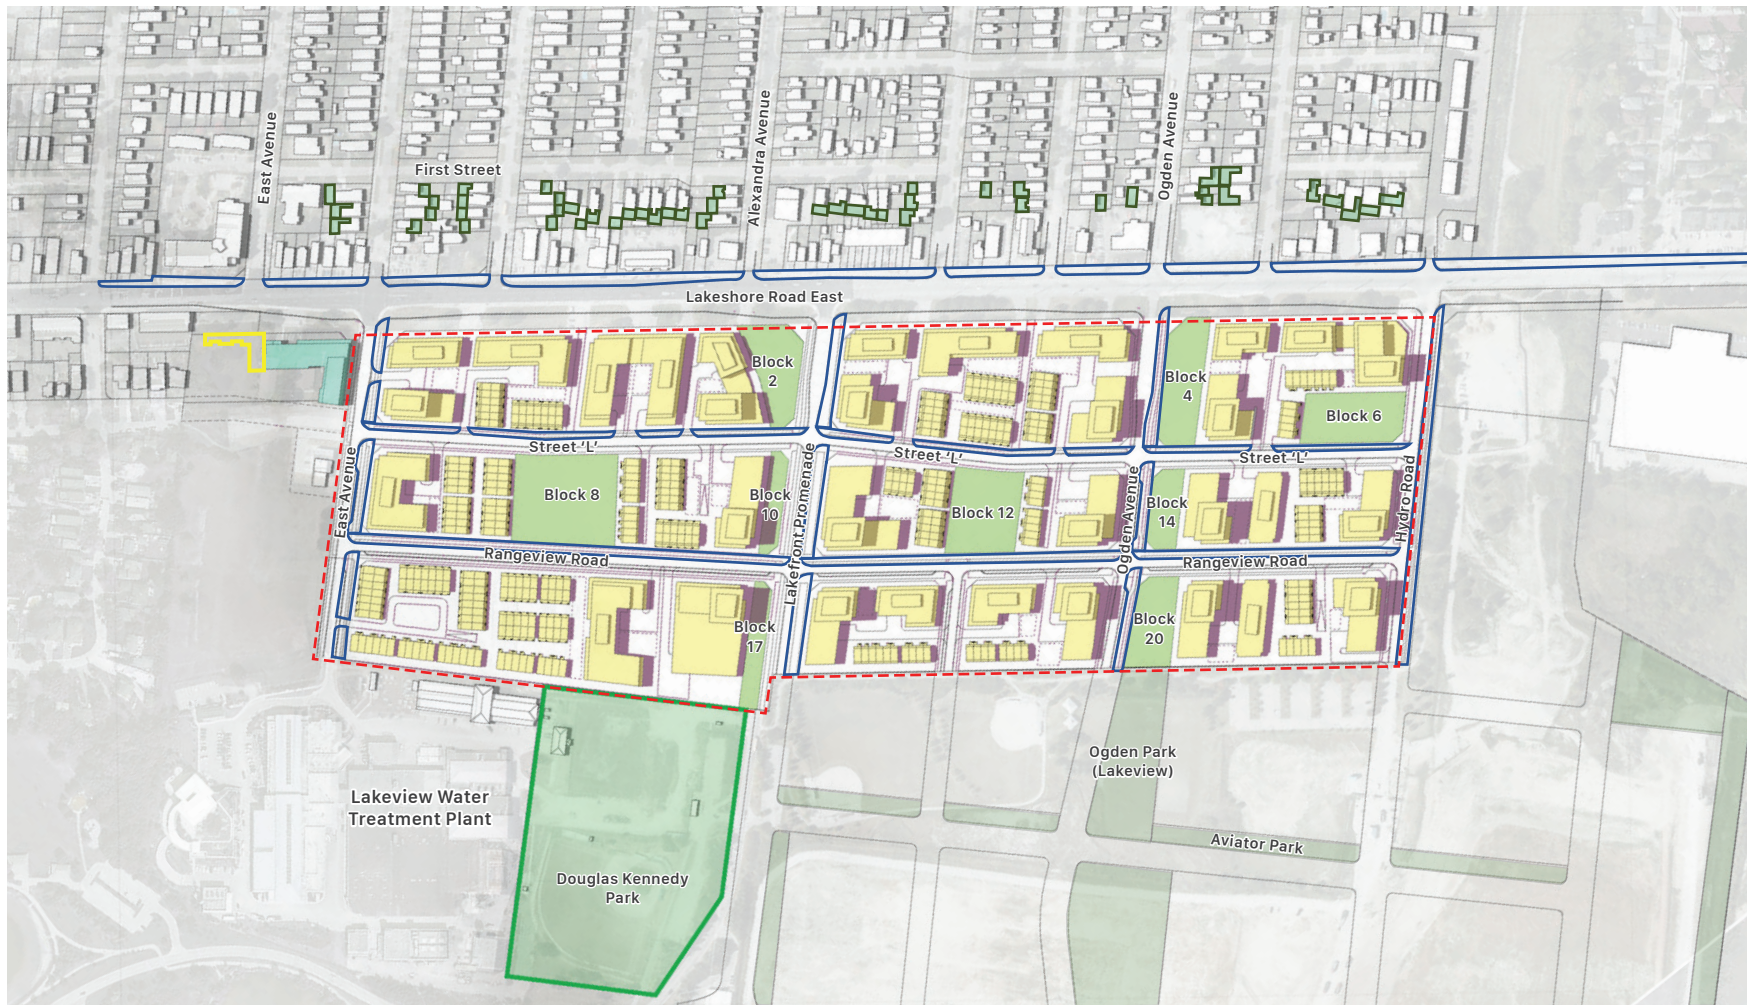 East Avenue
First Street
Alexandra Avenue
Ogden Avenue
Lakeshore Road East
Block
2
Block
4
Block 6
Street ‘L’
Street ‘L’
Street ‘L’
East Avenue
Block 8
Block
10
Lakefront Promenade
Block 12
Ogden Avenue
Block
14
Hydro Road
Rangeview Road
Rangeview Road
Block
17
Block
20
Ogden Park
(Lakeview)
Lakeview Water
Treatment Plant
Aviator Park
Douglas Kennedy
Park